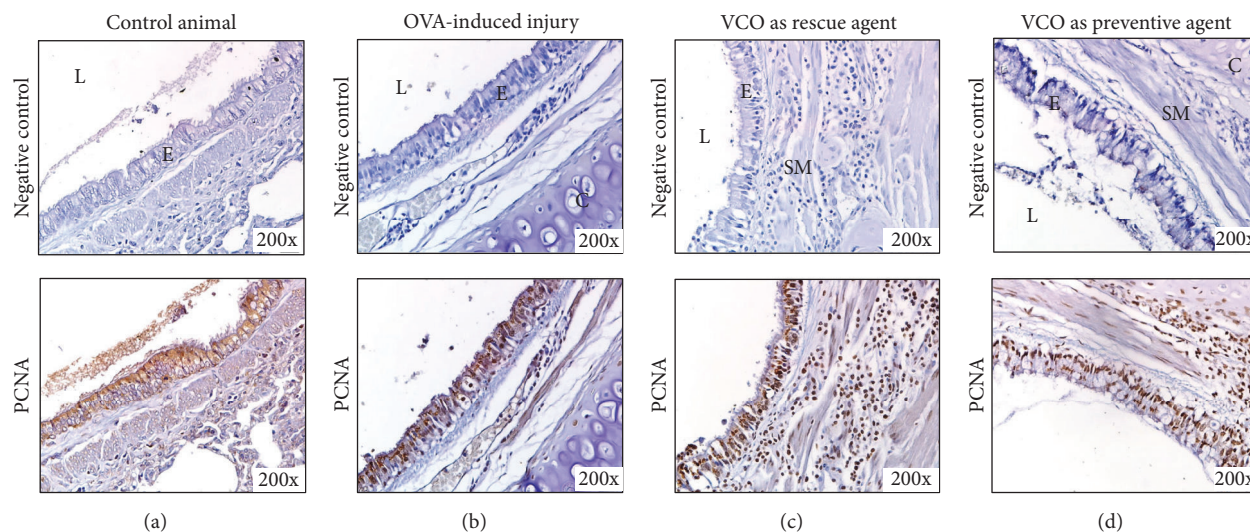 Control animal
OVA-induced injury
VCO as rescue agent
VCO as preventive agent
Negative control
L
E
200x
Negative control
L
E
C
200x
Negative control
L
E
SM
200x
Negative control
L
E
SM
C
200x
PCNA
200x
PCNA
200x
PCNA
200x
PCNA
200x
(a)
(b)
(c)
(d)